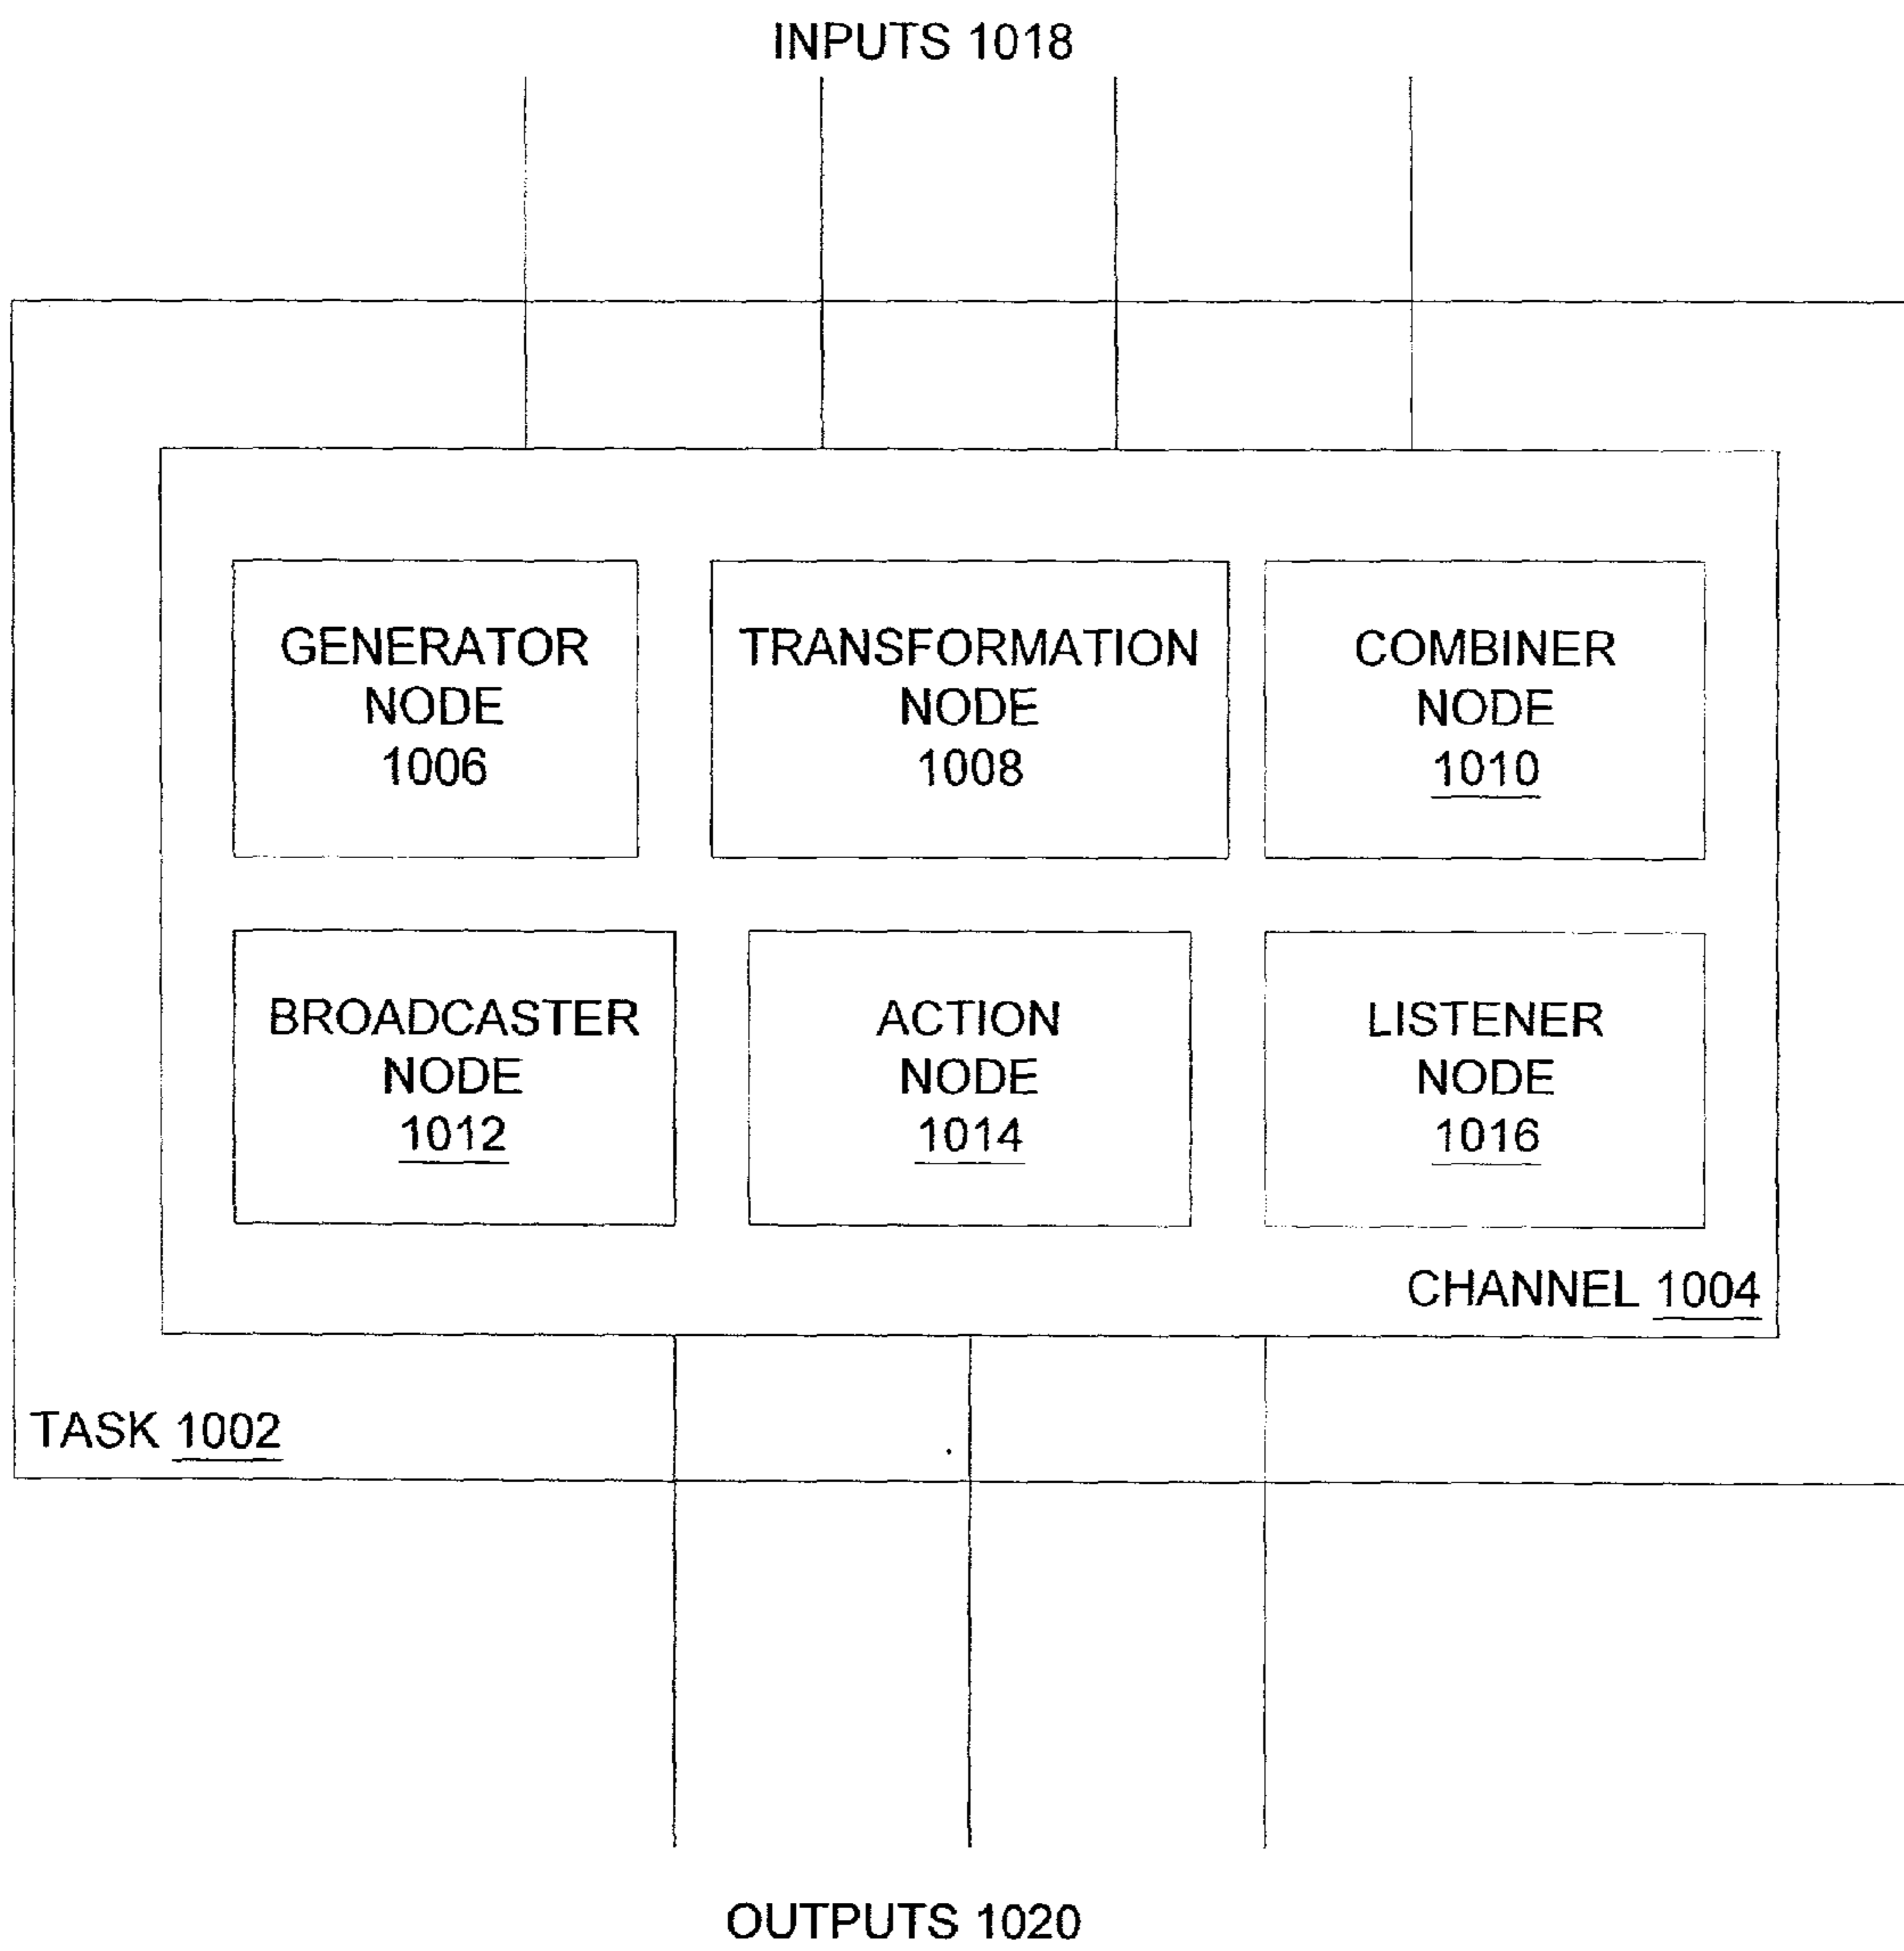 INPUTS 1018
GENERATOR
NODE
1006
TRANSFORMATION
NODE
1008
COMBINER
NODE
1010
BROADCASTER
NODE
1012
ACTION
NODE
1014
LISTENER
NODE
1016
CHANNEL 1004
TASK 1002
OUTPUTS 1020